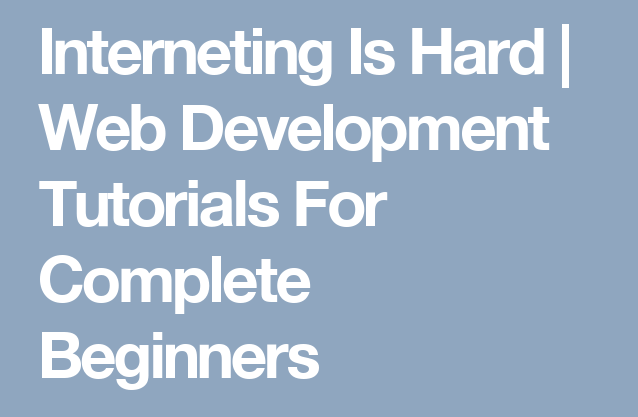 Interneting Is Hard |
Web Development
Tutorials For
Complete
Beginners